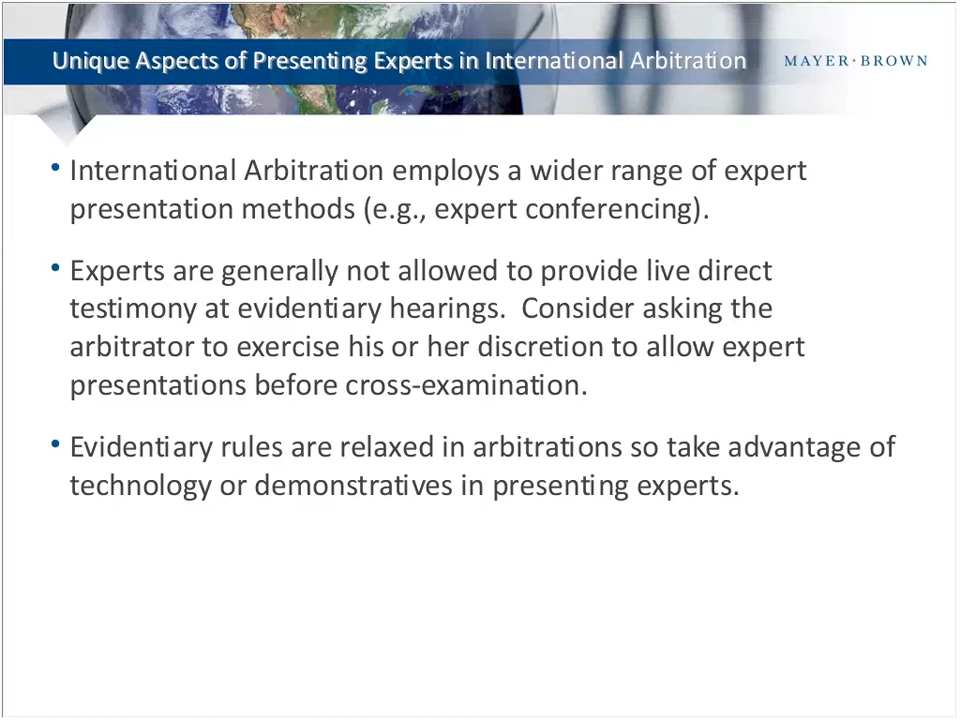 Unique Aspects of Presenting Experts in International Arbitration
MAYER•BROWN
• International Arbitration employs a wider range of expert
presentation methods (e.g., expert conferencing).
• Experts are generally not allowed to provide live direct
testimony at evidentiary hearings.  Consider asking the
arbitrator to exercise his or her discretion to allow expert
presentations before cross-examination.
• Evidentiary rules are relaxed in arbitrations so take advantage of
technology or demonstratives in presenting experts.